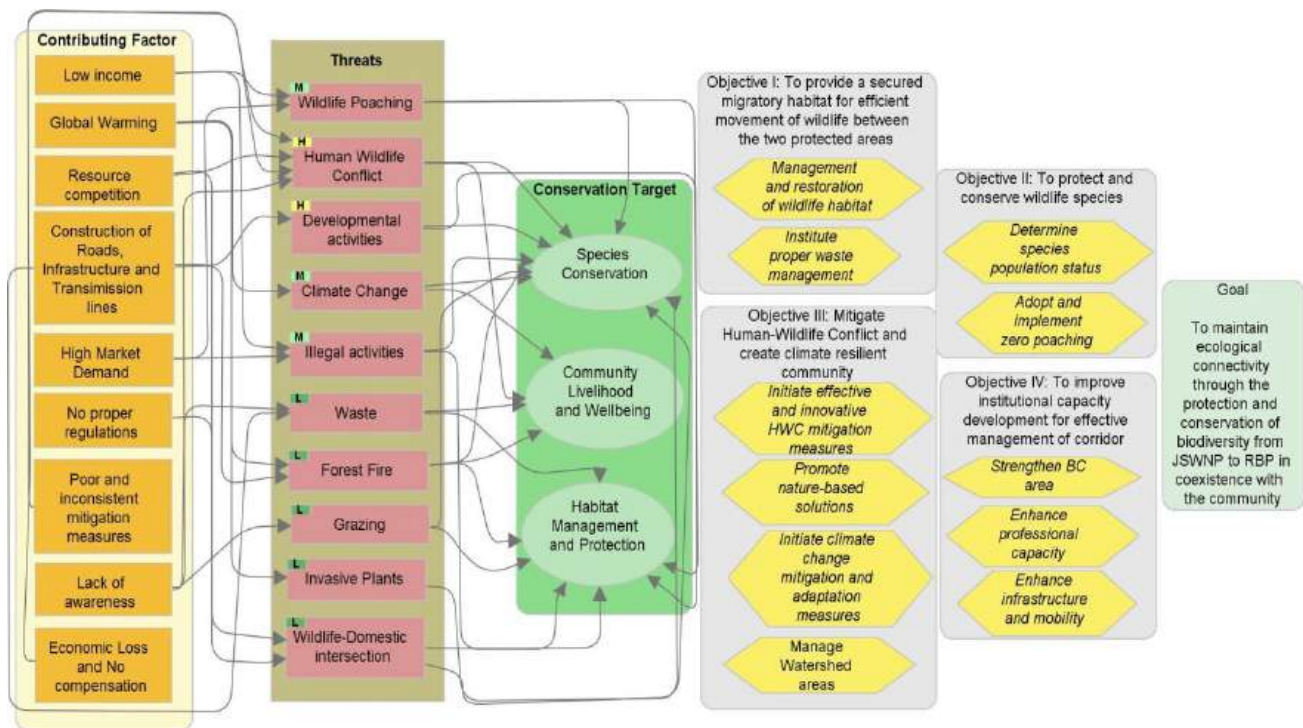 Contributing Factor
Low income
Global Warming
Resource
competition
Construction of
Roads,
Infrastructure and
Transmission
lines
High Market
Demand
No proper
regulations
Poor and
inconsistent
mitigation
measures
Lack of
awareness
Economic Loss
and No
compensation
Threats
M
Wildlife Poaching
H
Human Wildlife
Conflict
H
Developmental
activities
M
Climate Change
M
Illegal activities
L
Waste
L
Forest Fire
L
Grazing
L
Invasive Plants
L
Wildlife-Domestic
intersection
Conservation Target
Species
Conservation
Community
Livelihood
and Wellbeing
Habitat
Management
and Protection
Objective I: To provide a secured
migratory habitat for efficient
movement of wildlife between
the two protected areas
Management
and restoration
of wildlife habitat
Institute
proper waste
management
Objective III: Mitigate
Human-Wildlife Conflict and
create climate resilient
community
Initiate effective
and innovative
HWC mitigation
measures
Promote
nature-based
solutions
Initiate climate
change
mitigation and
adaptation
measures
Manage
Watershed
areas
Objective II: To protect and
conserve wildlife species
Determine
species
population status
Adopt and
implement
zero poaching
Objective IV: To improve
institutional capacity
development for effective
management of corridor
Strengthen BC
area
Enhance
professional
capacity
Enhance
infrastructure
and mobility
Goal
To maintain
ecological
connectivity
through the
protection and
conservation of
biodiversity from
JSWNP to RBP in
coexistence with
the community